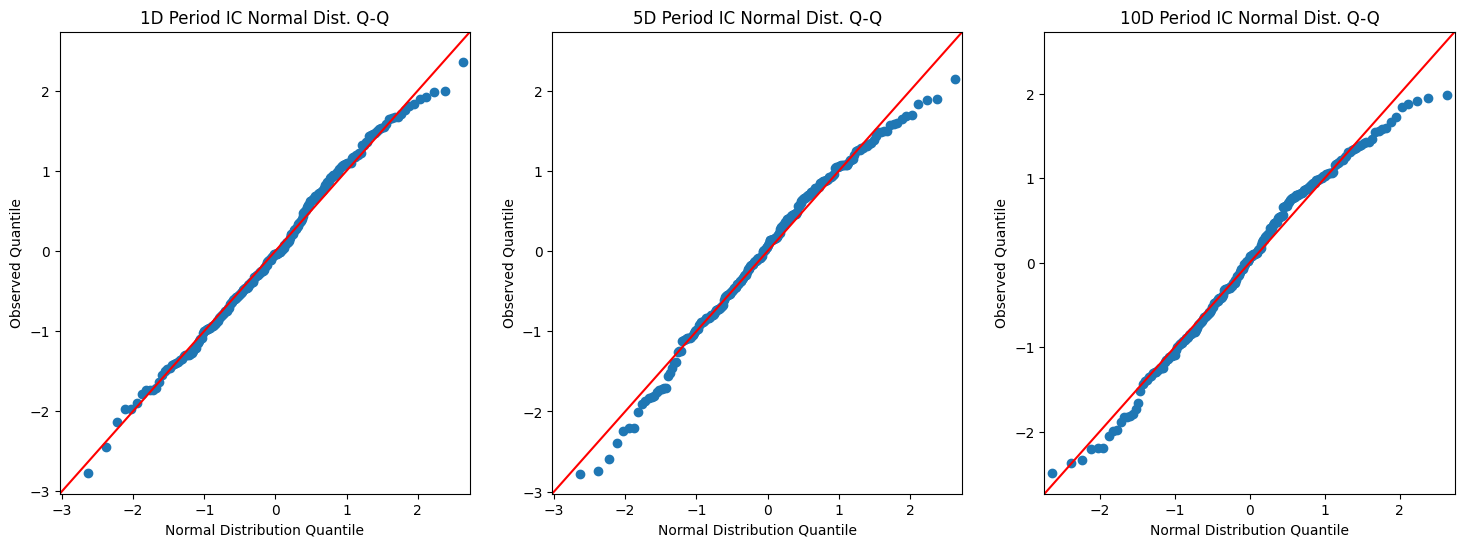 1D Period IC Normal Dist. Q-Q
Observed Quantile
2
1
0
−1
−2
−3
−3 −2 −1 0 1 2
Normal Distribution Quantile
5D Period IC Normal Dist. Q-Q
Observed Quantile
2
1
0
−1
−2
−3
−3 −2 −1 0 1 2
Normal Distribution Quantile
10D Period IC Normal Dist. Q-Q
Observed Quantile
2
1
0
−1
−2
−2 −1 0 1 2
Normal Distribution Quantile